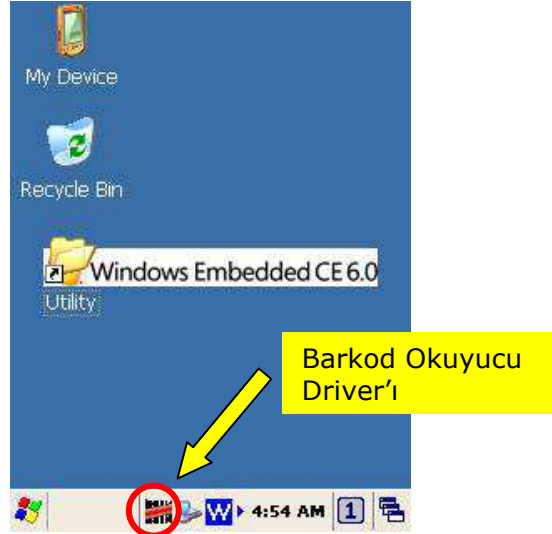 My Device
Recycle Bin
Windows Embedded CE 6.0
Utility
Barkod Okuyucu
Driver'ı
W 4:54 AM 1